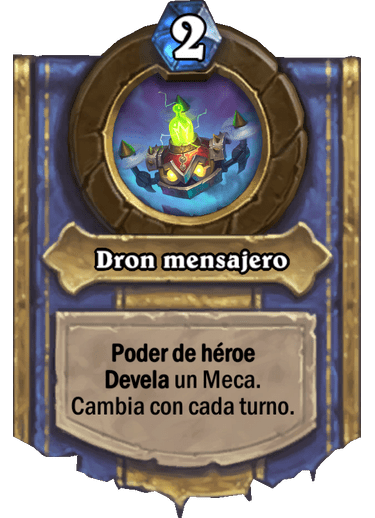 2
Dron mensajero
Poder de héroe
Devela un Meca.
Cambia con cada turno.